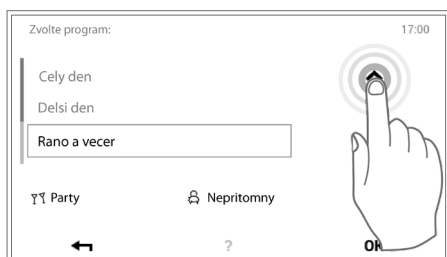 Zvolte program: 17:00
Cely den
Delsi den
Rano a vecer
Party Nepritomny
? OK